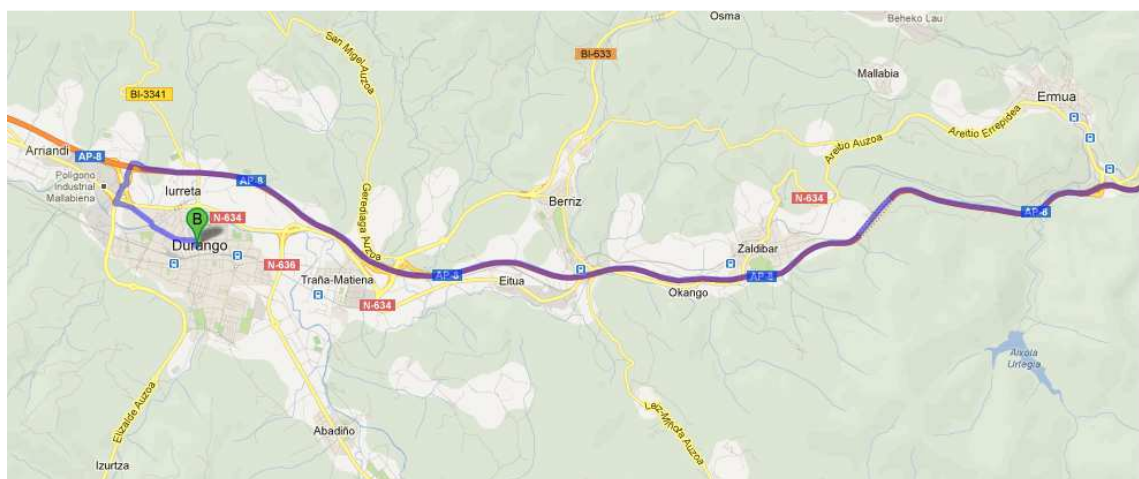 Osma
Beheko Lau
San Migel-Auzoa
BI-633
Mallabia
BI-3341
Ermua
Areitio Errepidea
Areitio Auzoa
Arriandi
AP-8
Polígono
Industrial
Mallabiena
Iurreta
AP-8
Gerediaga Auzoa
Berriz
N-634
AP-8
B
N-634
Durango
Zaldibar
N-636
Traña-Matiena
AP-8
Eitua
AP-8
Okango
N-634
Aixola
Urtegia
Elizalde Auzoa
Abadiño
Izurtza